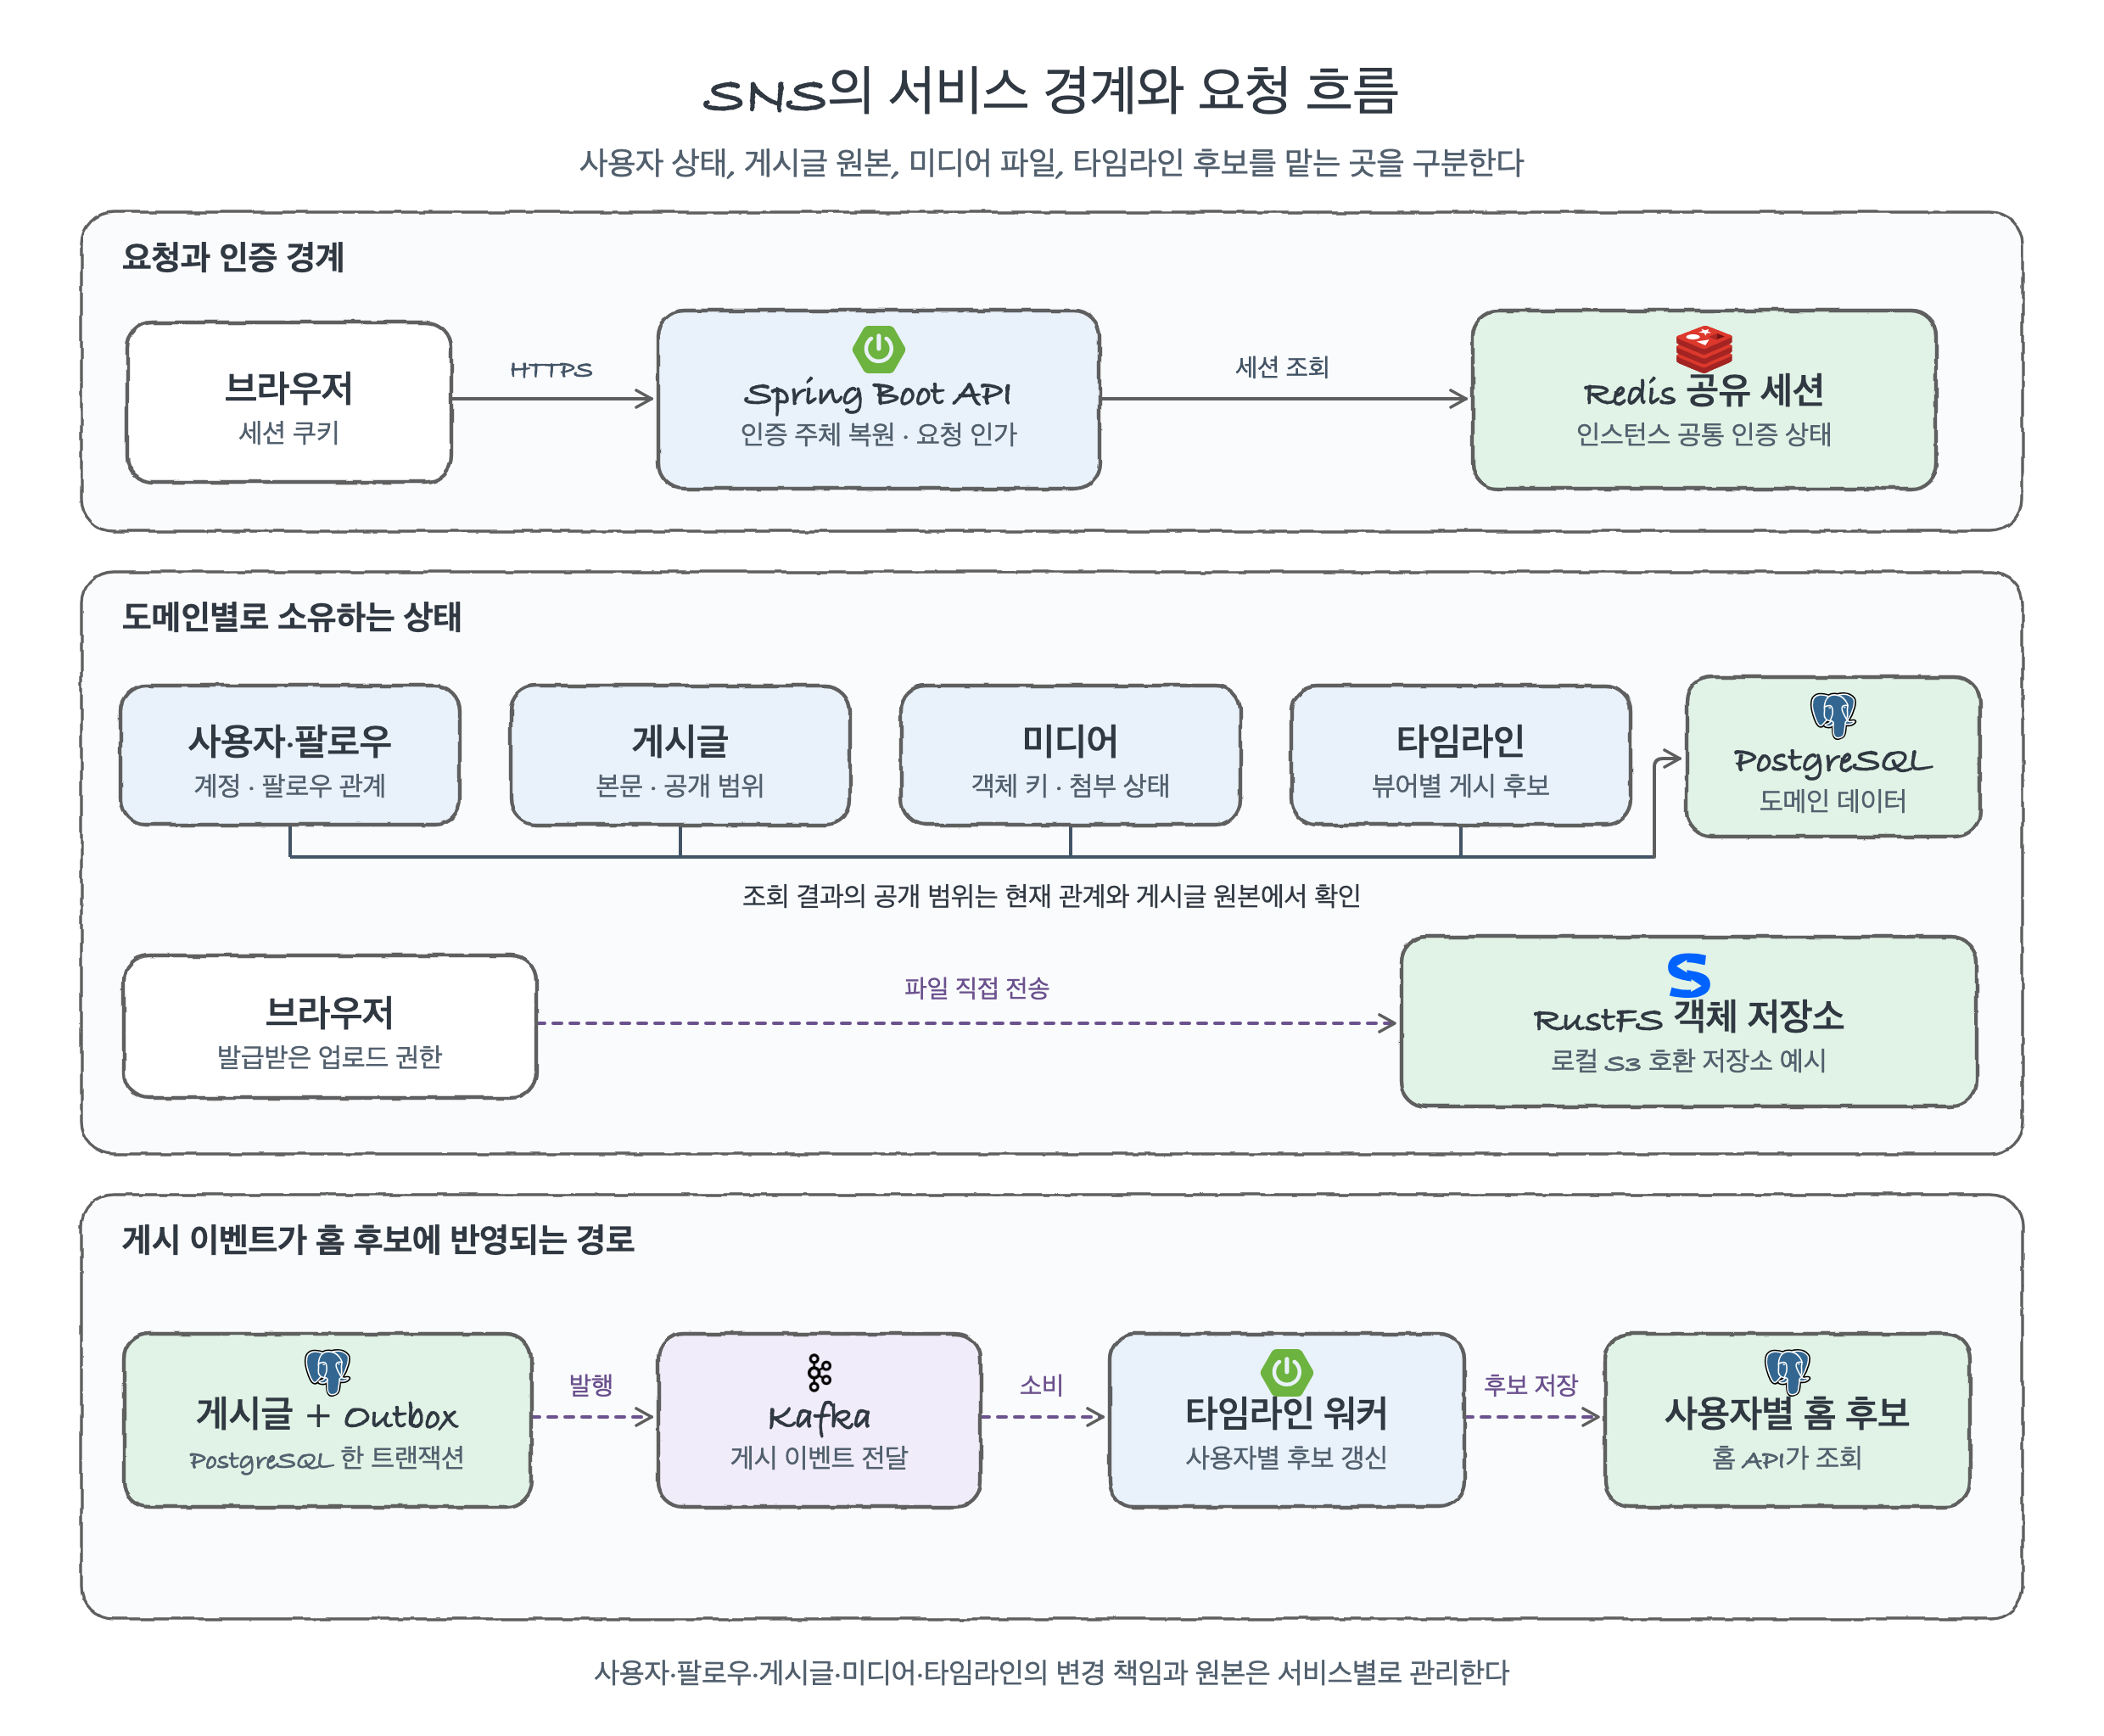 SNS의 서비스 경계와 요청 흐름
사용자 상태, 게시글 원본, 미디어 파일, 타임라인 후보를 맡는 곳을 구분한다
요청과 인증 경계
브라우저
세션 쿠키
HTTPS
Spring Boot API
인증 주체 복원 · 요청 인가
세션 조회
Redis 공유 세션
인스턴스 공통 인증 상태
도메인별로 소유하는 상태
사용자·팔로우
계정 · 팔로우 관계
게시글
본문 · 공개 범위
미디어
객체 키 · 첨부 상태
타임라인
뷰어별 게시 후보
PostgreSQL
도메인 데이터
조회 결과의 공개 범위는 현재 관계와 게시글 원본에서 확인
브라우저
발급받은 업로드 권한
파일 직접 전송
RustFS 객체 저장소
로컬 S3 호환 저장소 예시
게시 이벤트가 홈 후보에 반영되는 경로
게시글 + Outbox
PostgreSQL 한 트랜잭션
발행
Kafka
게시 이벤트 전달
소비
타임라인 워커
사용자별 후보 갱신
후보 저장
사용자별 홈 후보
홈 API가 조회
사용자·팔로우·게시글·미디어·타임라인의 변경 책임과 원본은 서비스별로 관리한다